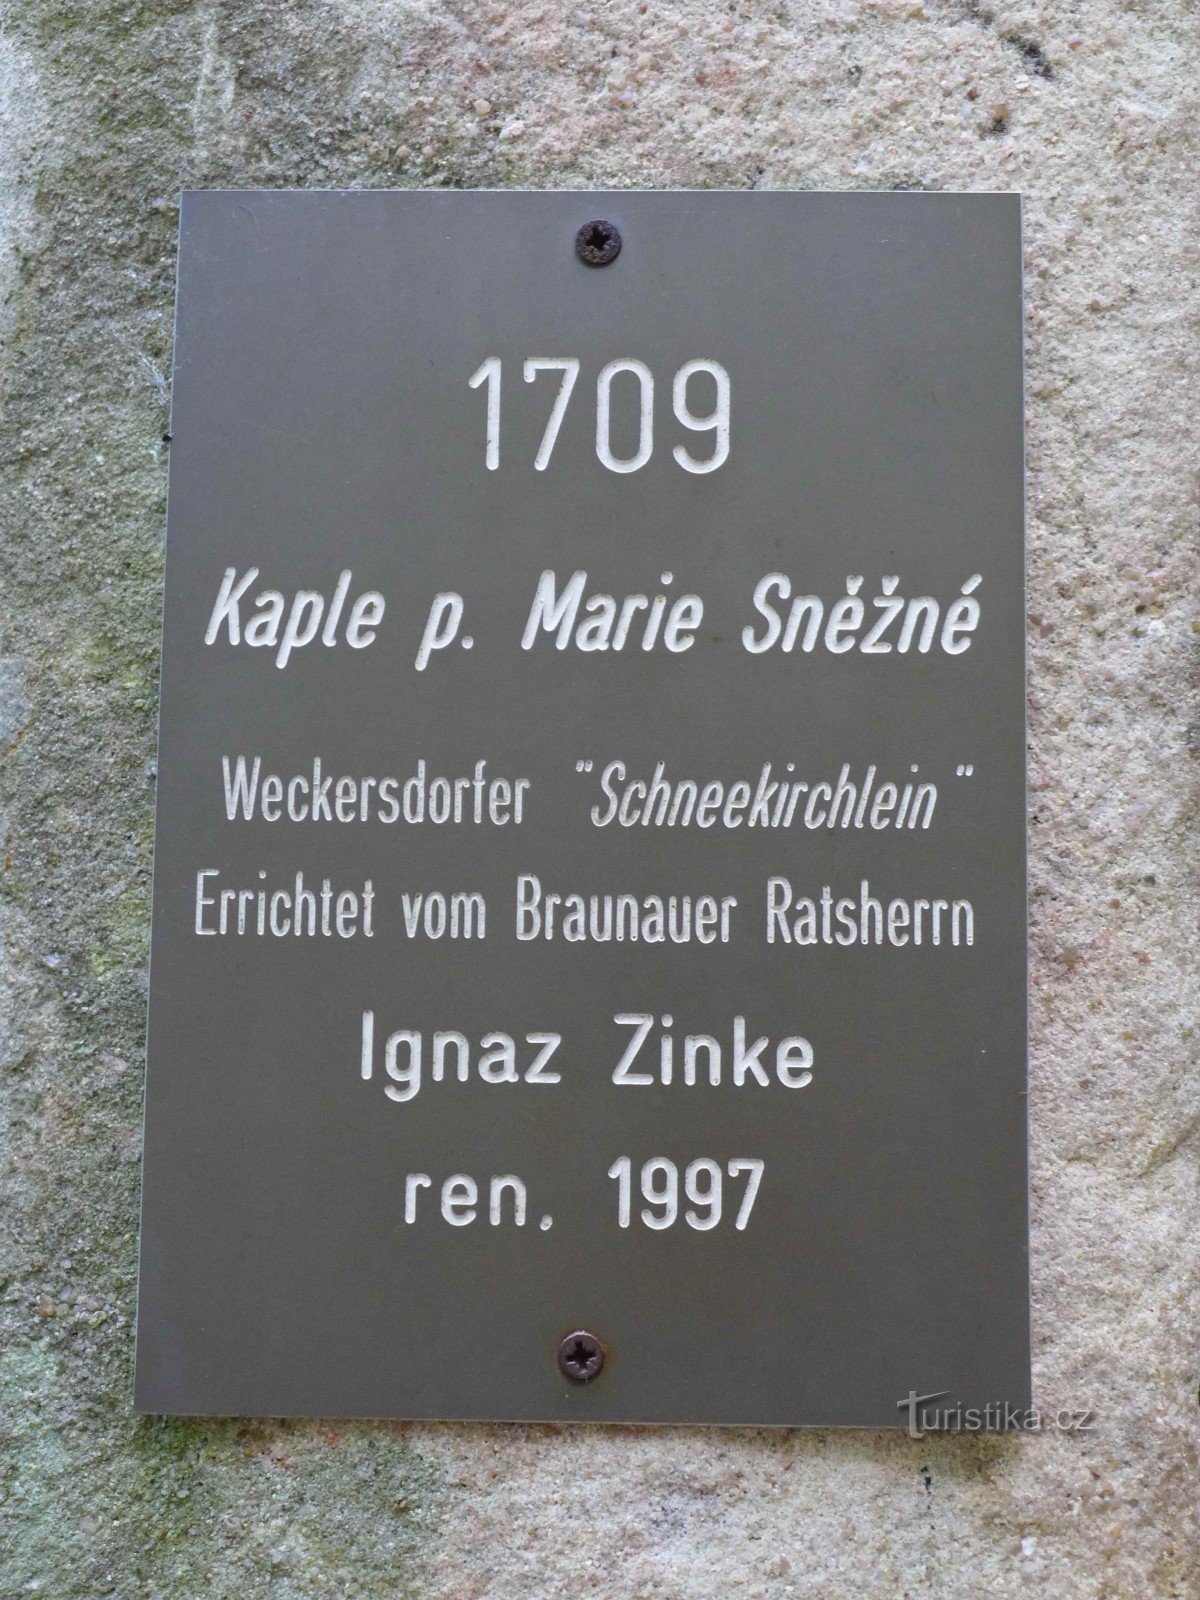 1709
Kaple p. Marie Sněžné
Weckersdorfer "Schneekirchlein"
Errichtet vom Braunauer Ratsherrn
Ignaz Zinke
ren. 1997
Turistika.cz